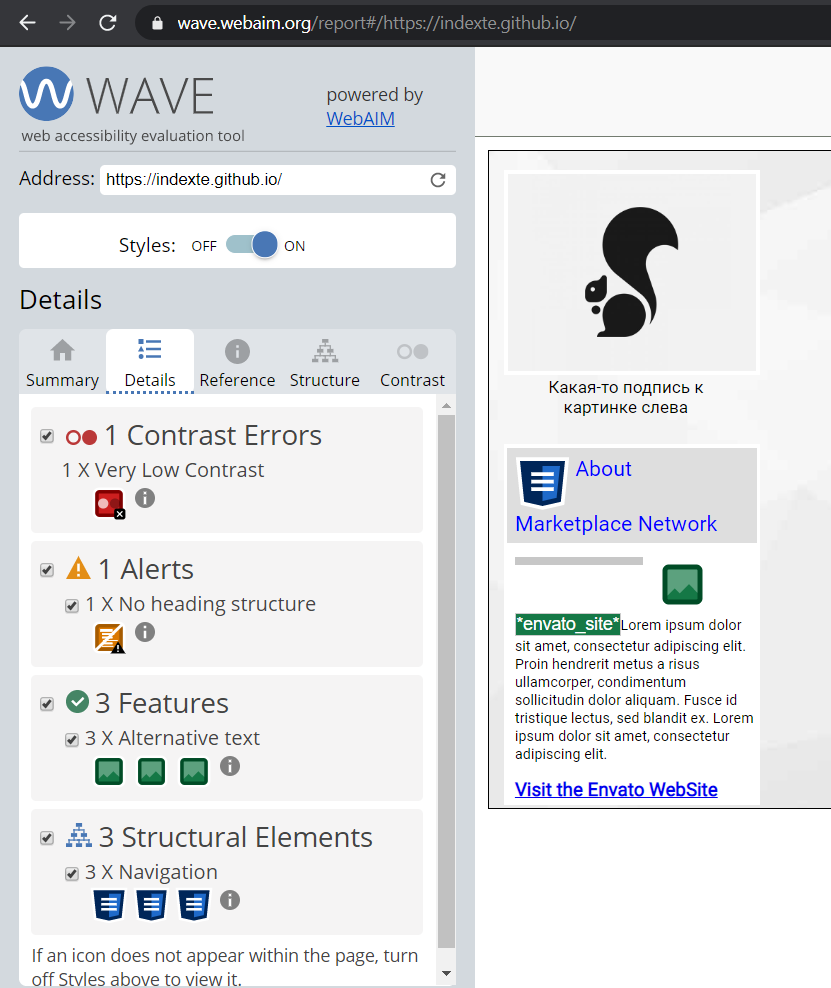 wave.webaim.org/report#/https://indexte.github.io/
WAVE
web accessibility evaluation tool
powered by
WebAIM
Address: https://indexte.github.io/
Styles: OFF ON
Details
Summary Details Reference Structure Contrast
1 Contrast Errors
1 X Very Low Contrast
1 Alerts
1 X No heading structure
3 Features
3 X Alternative text
3 Structural Elements
3 X Navigation
If an icon does not appear within the page, turn
off Styles above to view it.
Какая-то подпись к
картинке слева
About
Marketplace Network
*envato_site*Lorem ipsum dolor
sit amet, consectetur adipiscing elit.
Proin hendrerit metus a risus
ullamcorper, condimentum
sollicitudin dolor aliquam. Fusce id
tristique lectus, sed blandit ex. Lorem
ipsum dolor sit amet, consectetur
adipiscing elit.
Visit the Envato WebSite